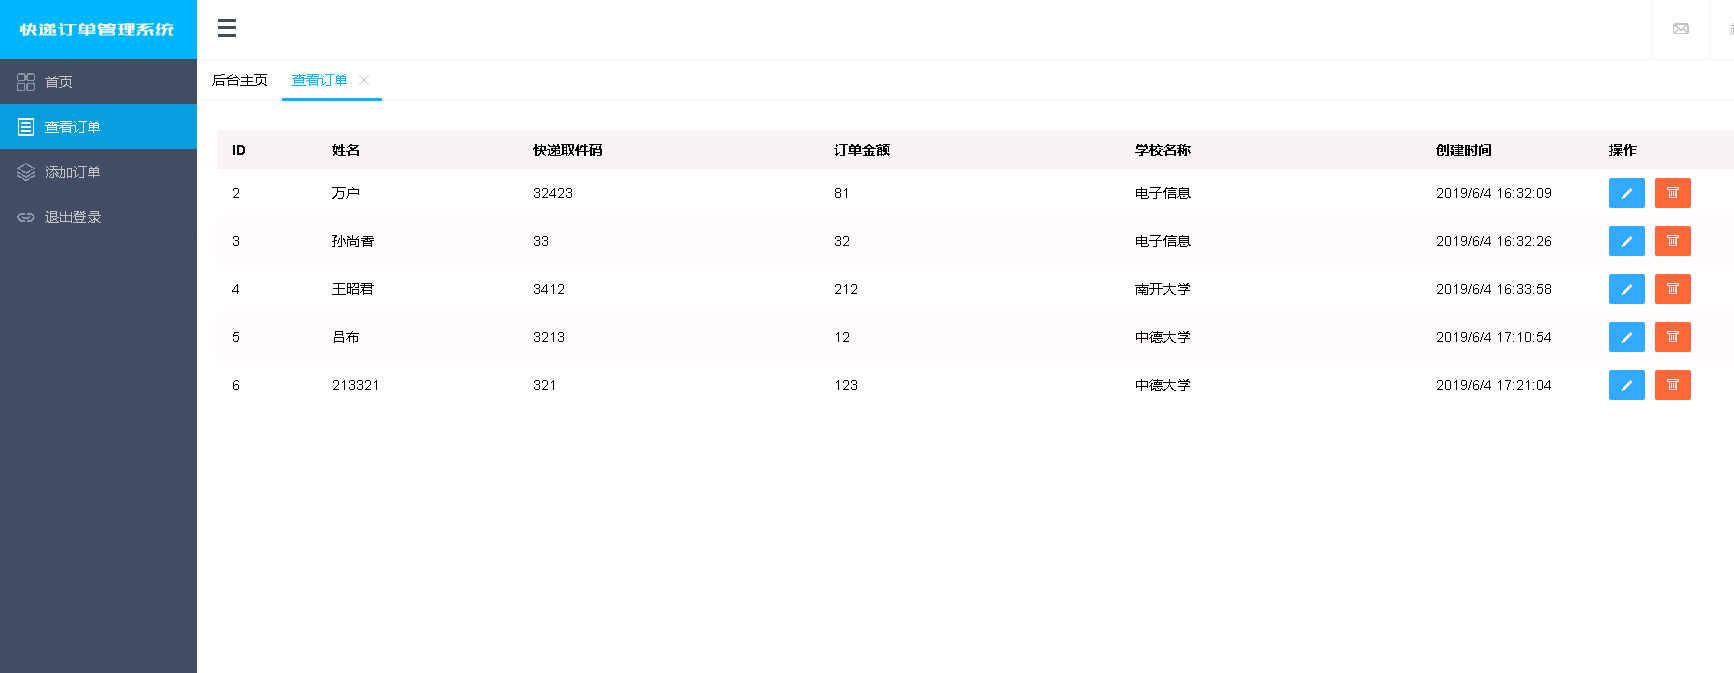 快递订单管理系统
首页
查看订单
添加订单
退出登录
后台主页 查看订单
ID 姓名 快递取件码 订单金额 学校名称 创建时间 操作
2 万户 32423 81 电子信息 2019/6/4 16:32:09
3 孙尚香 33 32 电子信息 2019/6/4 16:32:26
4 王昭君 3412 212 南开大学 2019/6/4 16:33:58
5 吕布 3213 12 中德大学 2019/6/4 17:10:54
6 213321 321 123 中德大学 2019/6/4 17:21:04